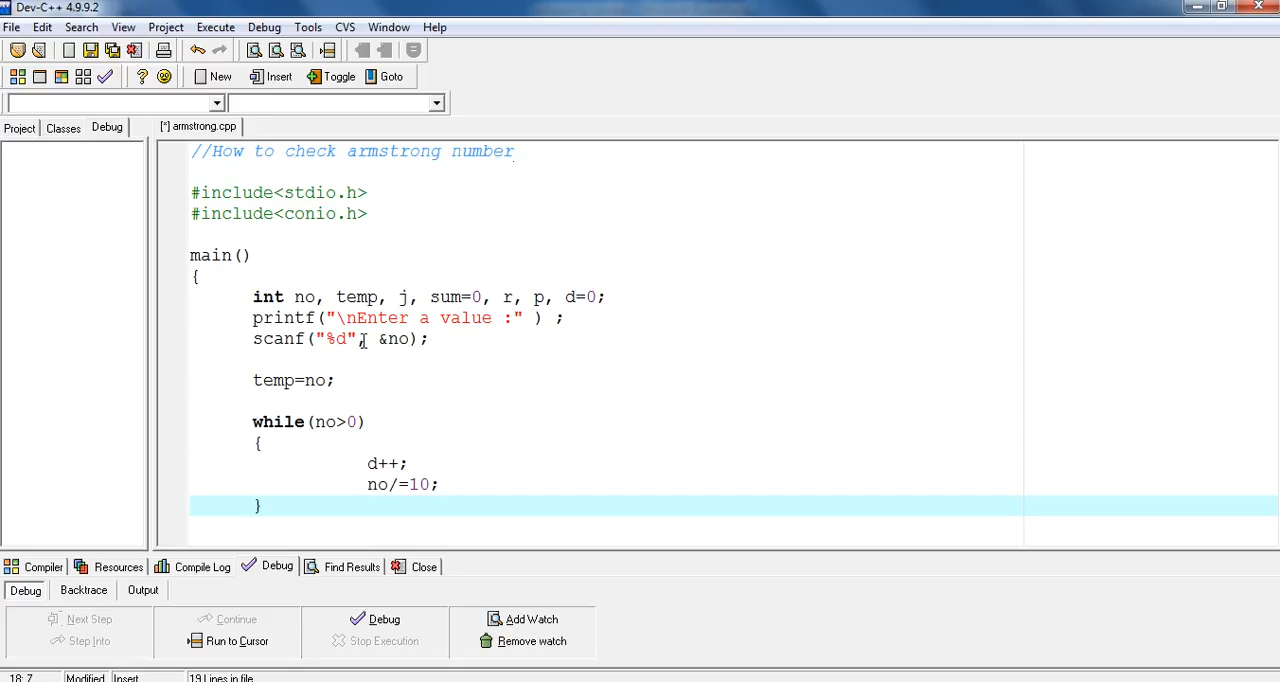 Dev-C++ 4.9.9.2
File Edit Search View Project Execute Debug Tools CVS Window Help
New Insert Toggle Goto
Project Classes Debug [*] armstrong.cpp
//How to check armstrong number
#include<stdio.h>
#include<conio.h>
main()
{
int no, temp, j, sum=0, r, p, d=0;
printf("\nEnter a value :" ) ;
scanf("%d", &no);
temp=no;
while(no>0)
{
d++;
no/=10;
}
Compiler Resources Compile Log Debug Find Results Close
Debug Backtrace Output
Next Step Continue Debug Add Watch
Step Into Run to Cursor Stop Execution Remove watch
18: 7 Modified Insert 19 Lines in file